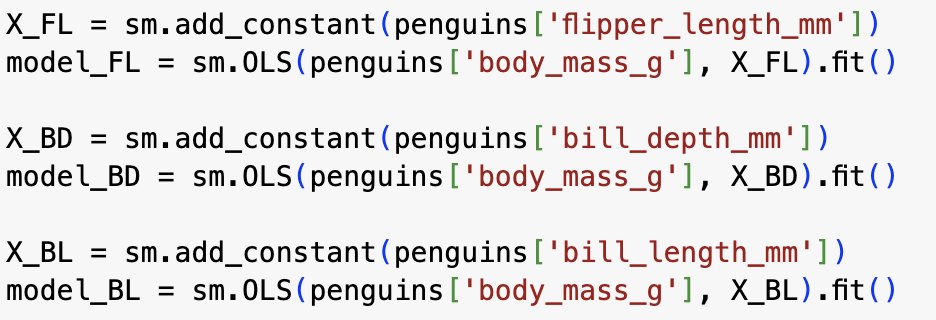 X_FL = sm.add_constant(penguins['flipper_length_mm'])
model_FL = sm.OLS(penguins['body_mass_g'], X_FL).fit()
X_BD = sm.add_constant(penguins['bill_depth_mm'])
model_BD = sm.OLS(penguins['body_mass_g'], X_BD).fit()
X_BL = sm.add_constant(penguins['bill_length_mm'])
model_BL = sm.OLS(penguins['body_mass_g'], X_BL).fit()